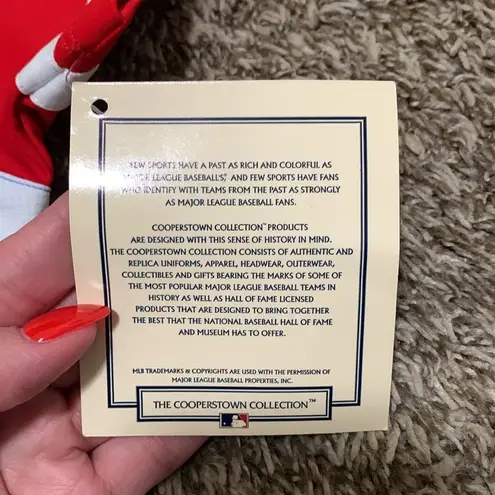 FEW SPORTS HAVE A PAST AS RICH AND COLORFUL AS
MAJOR LEAGUE BASEBALL'S, AND FEW SPORTS HAVE FANS
WHO IDENTIFY WITH TEAMS FROM THE PAST AS STRONGLY
AS MAJOR LEAGUE BASEBALL FANS.
COOPERSTOWN COLLECTION™ PRODUCTS
ARE DESIGNED WITH THIS SENSE OF HISTORY IN MIND.
THE COOPERSTOWN COLLECTION CONSISTS OF AUTHENTIC AND
REPLICA UNIFORMS, APPAREL, HEADWEAR, OUTERWEAR,
COLLECTIBLES AND GIFTS BEARING THE MARKS OF SOME OF
THE MOST POPULAR MAJOR LEAGUE BASEBALL TEAMS IN
HISTORY AS WELL AS HALL OF FAME LICENSED
PRODUCTS THAT ARE DESIGNED TO BRING TOGETHER
THE BEST THAT THE NATIONAL BASEBALL HALL OF FAME
AND MUSEUM HAS TO OFFER.
MLB TRADEMARKS & COPYRIGHTS ARE USED WITH THE PERMISSION OF
MAJOR LEAGUE BASEBALL PROPERTIES, INC.
THE COOPERSTOWN COLLECTION™